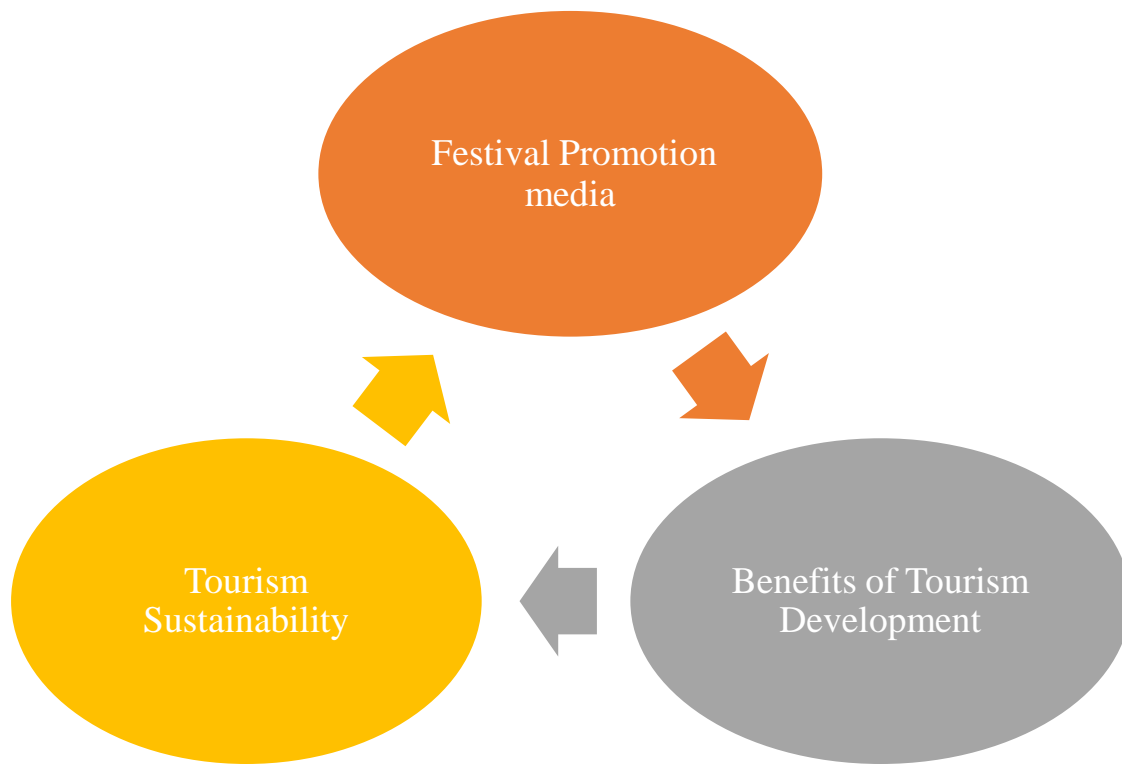 Festival Promotion
media
Tourism
Sustainability
Benefits of Tourism
Development